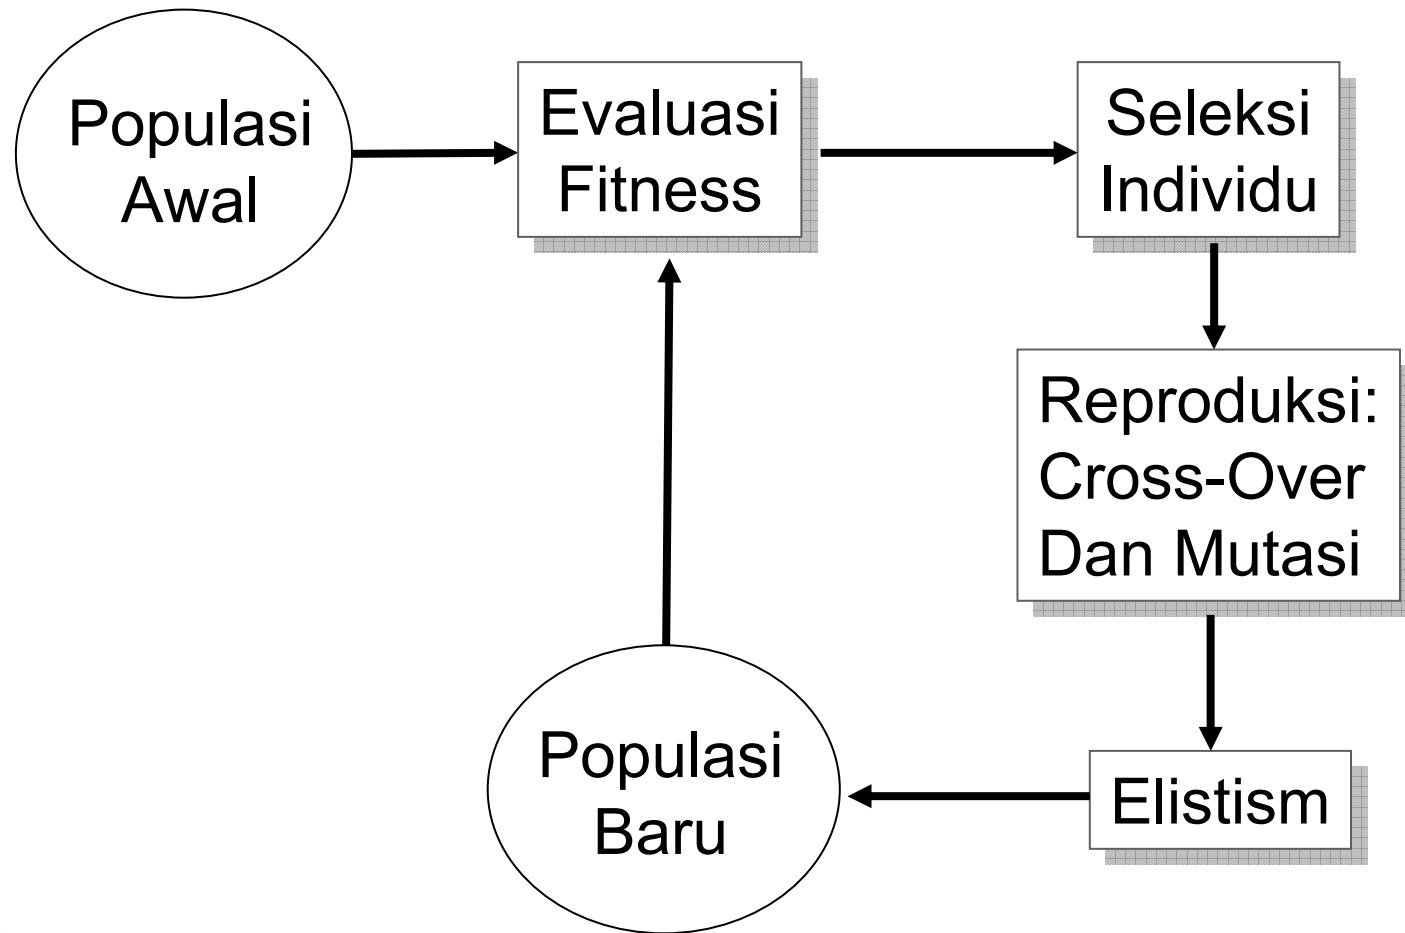 Populasi
Awal
Evaluasi
Fitness
Seleksi
Individu
Reproduksi:
Cross-Over
Dan Mutasi
Elistism
Populasi
Baru